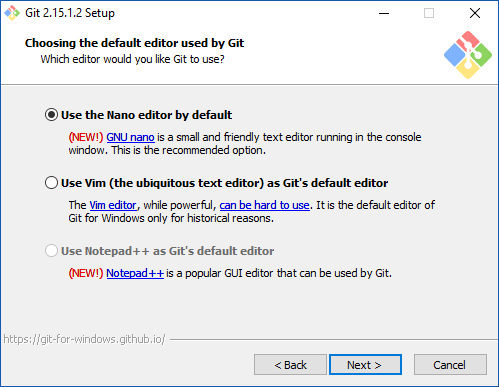 Git 2.15.1.2 Setup
Choosing the default editor used by Git
Which editor would you like Git to use?
Use the Nano editor by default
(NEW!) GNU nano is a small and friendly text editor running in the console
window. This is the recommended option.
Use Vim (the ubiquitous text editor) as Git's default editor
The Vim editor, while powerful, can be hard to use. It is the default editor of
Git for Windows only for historical reasons.
Use Notepad++ as Git's default editor
(NEW!) Notepad++ is a popular GUI editor that can be used by Git.
https://git-for-windows.github.io/
< Back Next > Cancel